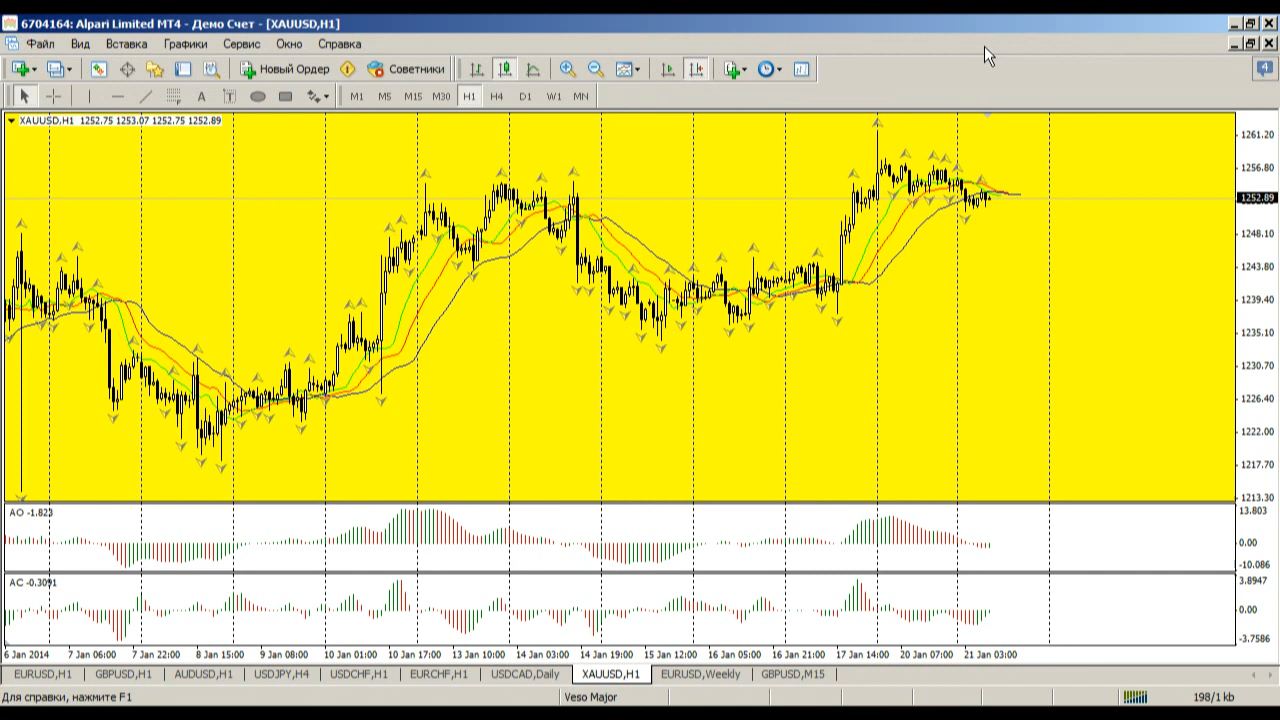 6704164: Alpari Limited MT4 - Демо Счет - [XAUUSD,H1]
Файл Вид Вставка Графики Сервис Окно Справка
Новый Ордер Советники 4
A T M1 M5 M15 M30 H1 H4 D1 W1 MN
XAUUSD,H1 1252.75 1253.07 1252.75 1252.89
1261.20
1256.80
1252.89
1248.10
1243.80
1239.40
1235.10
1230.70
1226.40
1222.00
1217.70
1213.30
AO -1.823
13.803
0.00
-10.086
AC -0.3091
3.8947
0.00
-3.7586
6 Jan 2014 7 Jan 06:00 7 Jan 22:00 8 Jan 15:00 9 Jan 08:00 10 Jan 01:00 10 Jan 17:00 13 Jan 10:00 14 Jan 03:00 14 Jan 19:00 15 Jan 12:00 16 Jan 05:00 16 Jan 21:00 17 Jan 14:00 20 Jan 07:00 21 Jan 03:00
EURUSD,H1 GBPUSD,H1 AUDUSD,H1 USDJPY,H4 USDCHF,H1 EURCHF,H1 USDCAD,Daily XAUUSD,H1 EURUSD,Weekly GBPUSD,M15
Для справки, нажмите F1 Veso Major 198/1 kb